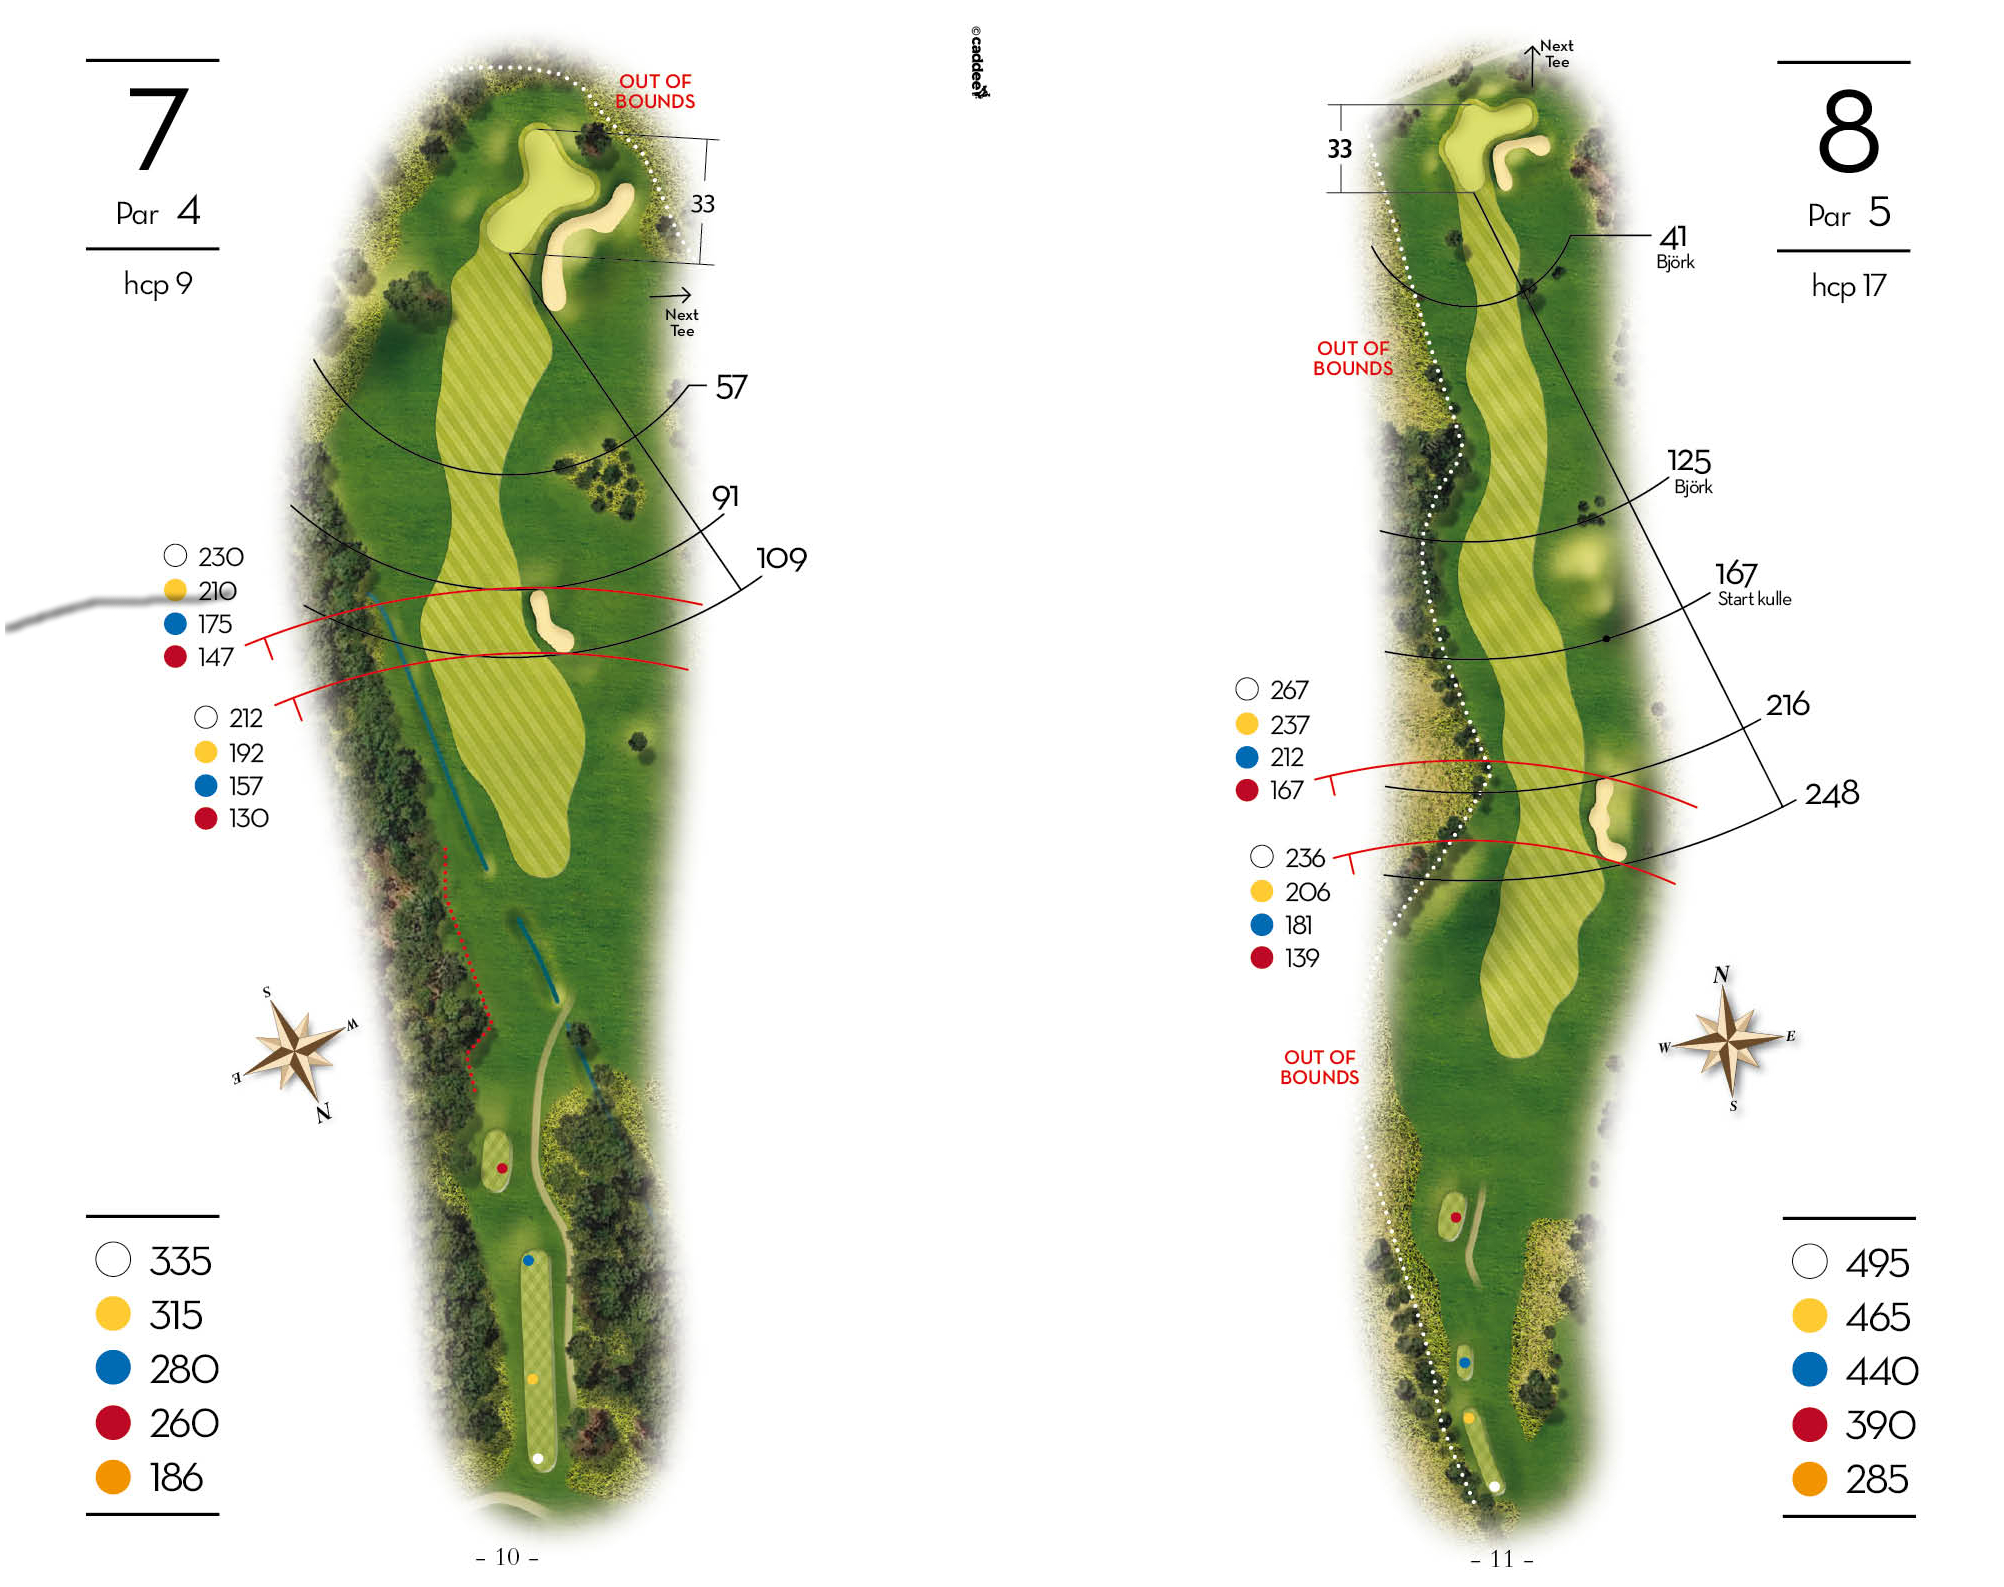 7
Par 4
hcp 9
OUT OF
BOUNDS
33
Next
Tee
57
91
109
230
210
175
147
212
192
157
130
S
W
E
N
335
315
280
260
186
- 10 -
© caddee
Next
Tee
8
Par 5
hcp 17
33
41
Björk
OUT OF
BOUNDS
125
Björk
167
Start kulle
216
248
267
237
212
167
236
206
181
139
N
W
E
S
OUT OF
BOUNDS
495
465
440
390
285
- 11 -